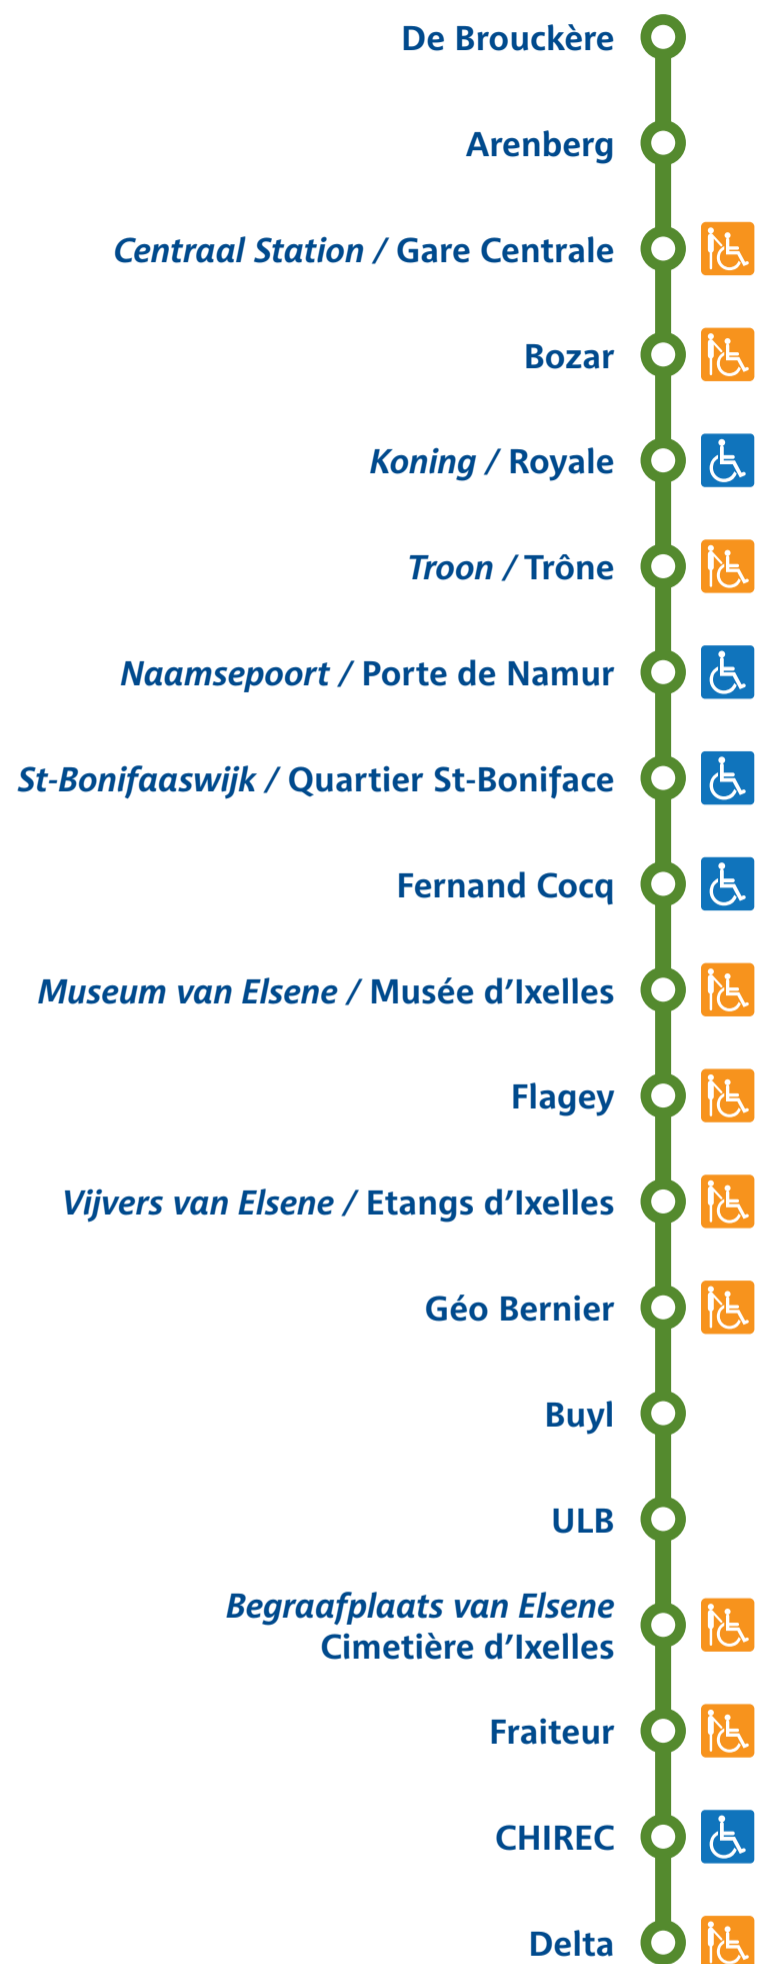 De Brouckère
Arenberg
Centraal Station / Gare Centrale
Bozar
Koning / Royale
Troon / Trône
Naamsepoort / Porte de Namur
St-Bonifaaswijk / Quartier St-Boniface
Fernand Cocq
Museum van Elsene / Musée d’Ixelles
Flagey
Vijvers van Elsene / Etangs d’Ixelles
Géo Bernier
Buyl
ULB
Begraafplaats van Elsene
Cimetière d’Ixelles
Fraiteur
CHIREC
Delta